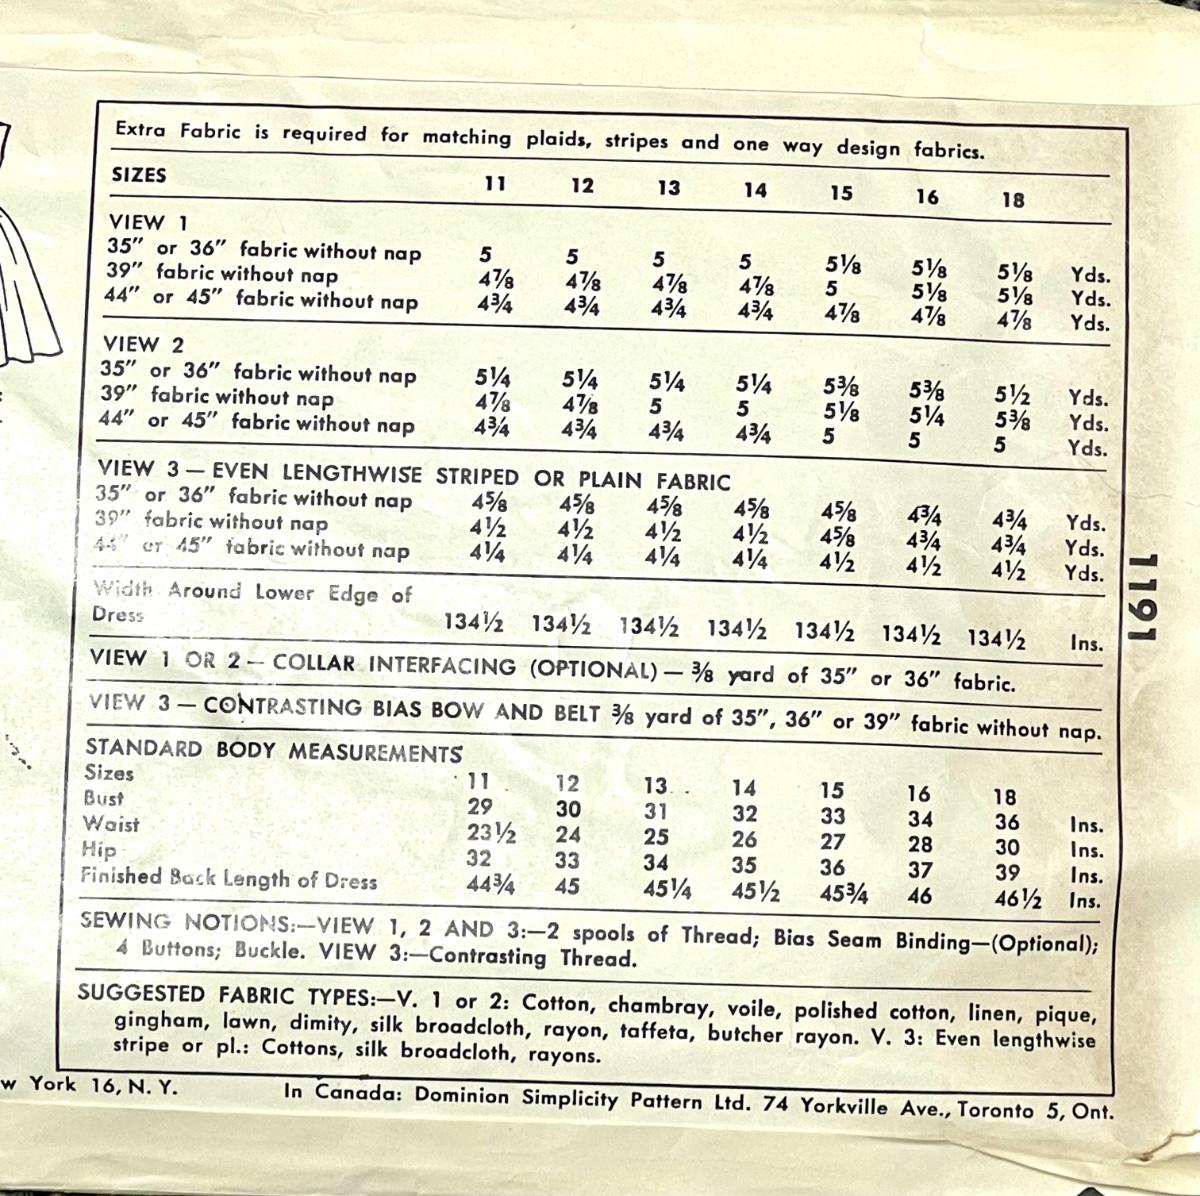 Extra Fabric is required for matching plaids, stripes and one way design fabrics.
SIZES 11 12 13 14 15 16 18
VIEW 1
35" or 36" fabric without nap 5 5 5 5 5⅛ 5⅛ 5⅛ Yds.
39" fabric without nap 4⅞ 4⅞ 4⅞ 4⅞ 5 5⅛ 5⅛ Yds.
44" or 45" fabric without nap 4¾ 4¾ 4¾ 4¾ 4⅞ 4⅞ 4⅞ Yds.
VIEW 2
35" or 36" fabric without nap 5¼ 5¼ 5¼ 5¼ 5⅜ 5⅜ 5½ Yds.
39" fabric without nap 4⅞ 4⅞ 5 5 5⅛ 5¼ 5⅜ Yds.
44" or 45" fabric without nap 4¾ 4¾ 4¾ 4¾ 5 5 5 Yds.
VIEW 3 — EVEN LENGTHWISE STRIPED OR PLAIN FABRIC
35" or 36" fabric without nap 4⅝ 4⅝ 4⅝ 4⅝ 4⅝ 4¾ 4¾ Yds.
39" fabric without nap 4½ 4½ 4½ 4½ 4⅝ 4¾ 4¾ Yds.
44" or 45" fabric without nap 4¼ 4¼ 4¼ 4¼ 4½ 4½ 4½ Yds.
Width Around Lower Edge of
Dress 134½ 134½ 134½ 134½ 134½ 134½ 134½ Ins.
VIEW 1 OR 2 — COLLAR INTERFACING (OPTIONAL) — ⅜ yard of 35" or 36" fabric.
VIEW 3 — CONTRASTING BIAS BOW AND BELT ⅜ yard of 35", 36" or 39" fabric without nap.
STANDARD BODY MEASUREMENTS
Sizes 11 12 13 14 15 16 18
Bust 29 30 31 32 33 34 36 Ins.
Waist 23½ 24 25 26 27 28 30 Ins.
Hip 32 33 34 35 36 37 39 Ins.
Finished Back Length of Dress 44¾ 45 45¼ 45½ 45¾ 46 46½ Ins.
SEWING NOTIONS:—VIEW 1, 2 AND 3:—2 spools of Thread; Bias Seam Binding—(Optional);
4 Buttons; Buckle. VIEW 3:—Contrasting Thread.
SUGGESTED FABRIC TYPES:—V. 1 or 2: Cotton, chambray, voile, polished cotton, linen, pique,
gingham, lawn, dimity, silk broadcloth, rayon, taffeta, butcher rayon. V. 3: Even lengthwise
stripe or pl.: Cottons, silk broadcloth, rayons.
w York 16, N. Y. In Canada: Dominion Simplicity Pattern Ltd. 74 Yorkville Ave., Toronto 5, Ont.
1191